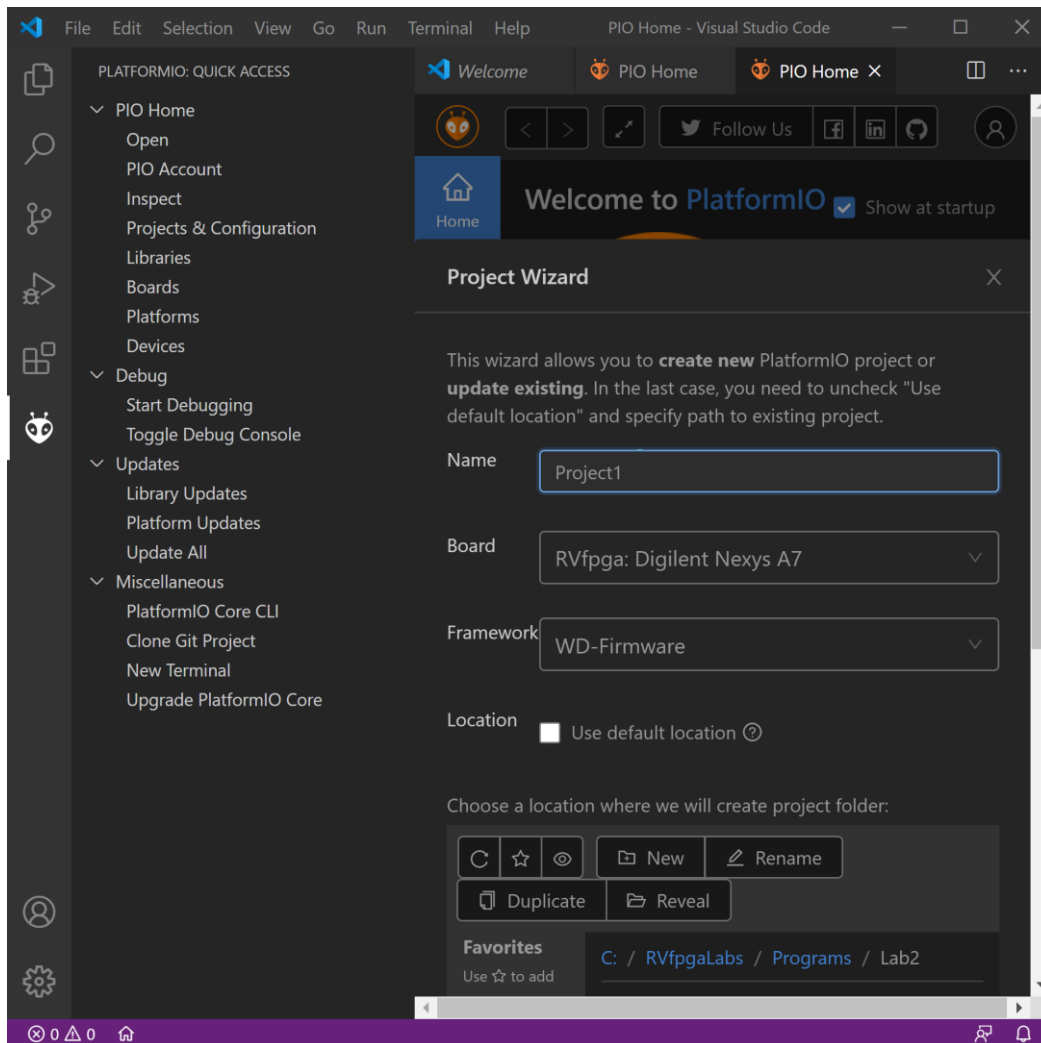 File Edit Selection View Go Run Terminal Help PIO Home - Visual Studio Code
PLATFORMIO: QUICK ACCESS
PIO Home
Open
PIO Account
Inspect
Projects & Configuration
Libraries
Boards
Platforms
Devices
Debug
Start Debugging
Toggle Debug Console
Updates
Library Updates
Platform Updates
Update All
Miscellaneous
PlatformIO Core CLI
Clone Git Project
New Terminal
Upgrade PlatformIO Core
Welcome PIO Home PIO Home
Follow Us
Home
Welcome to PlatformIO Show at startup
Project Wizard
This wizard allows you to create new PlatformIO project or
update existing. In the last case, you need to uncheck "Use
default location" and specify path to existing project.
Name Project1
Board RVfpga: Digilent Nexys A7
Framework WD-Firmware
Location Use default location
Choose a location where we will create project folder:
New Rename
Duplicate Reveal
Favorites
Use ☆ to add
C: / RVfpgaLabs / Programs / Lab2
0 0